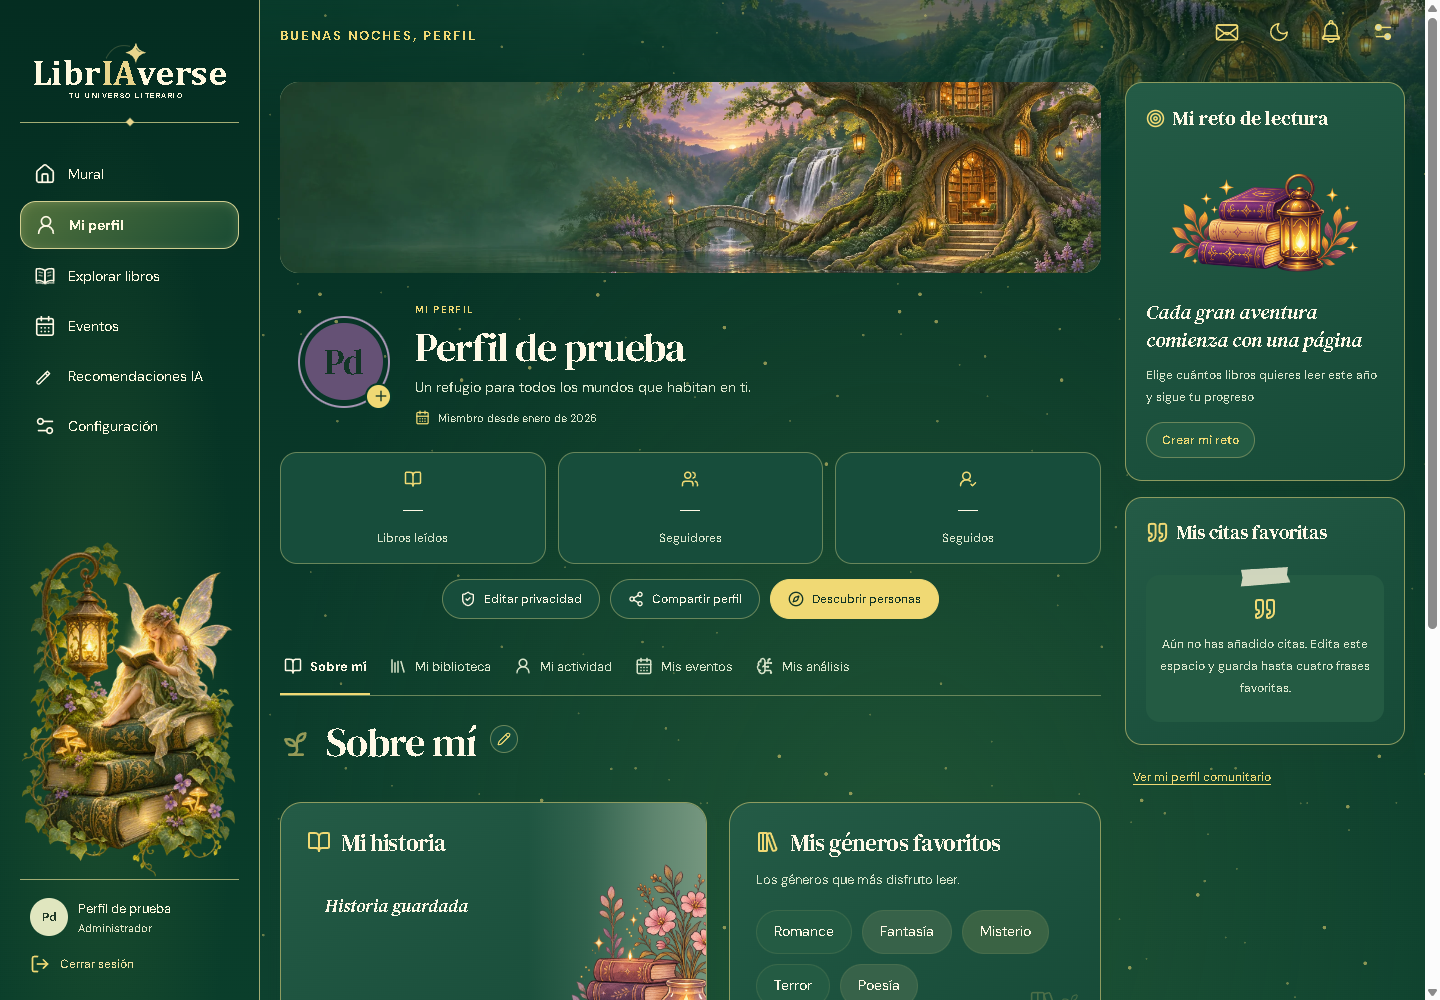 LibrIAverse
TU UNIVERSO LITERARIO
Mural
Mi perfil
Explorar libros
Eventos
Recomendaciones IA
Configuración
Pd
Perfil de prueba
Administrador
Cerrar sesión
BUENAS NOCHES, PERFIL
Pd
MI PERFIL
Perfil de prueba
Un refugio para todos los mundos que habitan en ti.
Miembro desde enero de 2026
—
Libros leídos
—
Seguidores
—
Seguidos
Editar privacidad
Compartir perfil
Descubrir personas
Sobre mí
Mi biblioteca
Mi actividad
Mis eventos
Mis análisis
Sobre mí
Mi historia
Historia guardada
Mis géneros favoritos
Los géneros que más disfruto leer.
Romance
Fantasía
Misterio
Terror
Poesía
Mi reto de lectura
Cada gran aventura
comienza con una página
Elige cuántos libros quieres leer este año
y sigue tu progreso
Crear mi reto
Mis citas favoritas
Aún no has añadido citas. Edita este
espacio y guarda hasta cuatro frases
favoritas.
Ver mi perfil comunitario